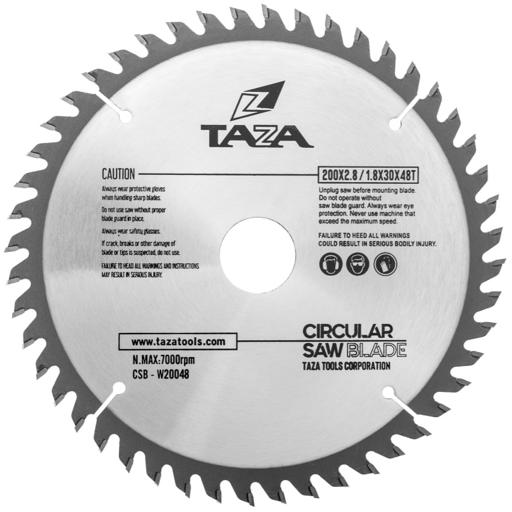 TAZA
CAUTION
Always wear protective gloves
when handling sharp blades.
Do not use saw without proper
blade guard in place.
Always wear safety glasses.
If crack, breaks or other damage of
blade or tips is suspected, do not use.
FAILURE TO HEAD ALL WARNINGS AND INSTRUCTIONS
MAY RESULT IN SERIOUS INJURY.
200X2.8 / 1.8X30X48T
Unplug saw before mounting blade.
Do not operate without
saw blade guard. Always wear eye
protection. Never use machine that
exceed the maximum speed.
FAILURE TO HEED ALL WARNINGS
COULD RESULT IN SERIOUS BODILY INJURY.
www.tazatools.com
N.MAX:7000rpm
CSB - W20048
CIRCULAR
SAW BLADE
TAZA TOOLS CORPORATION